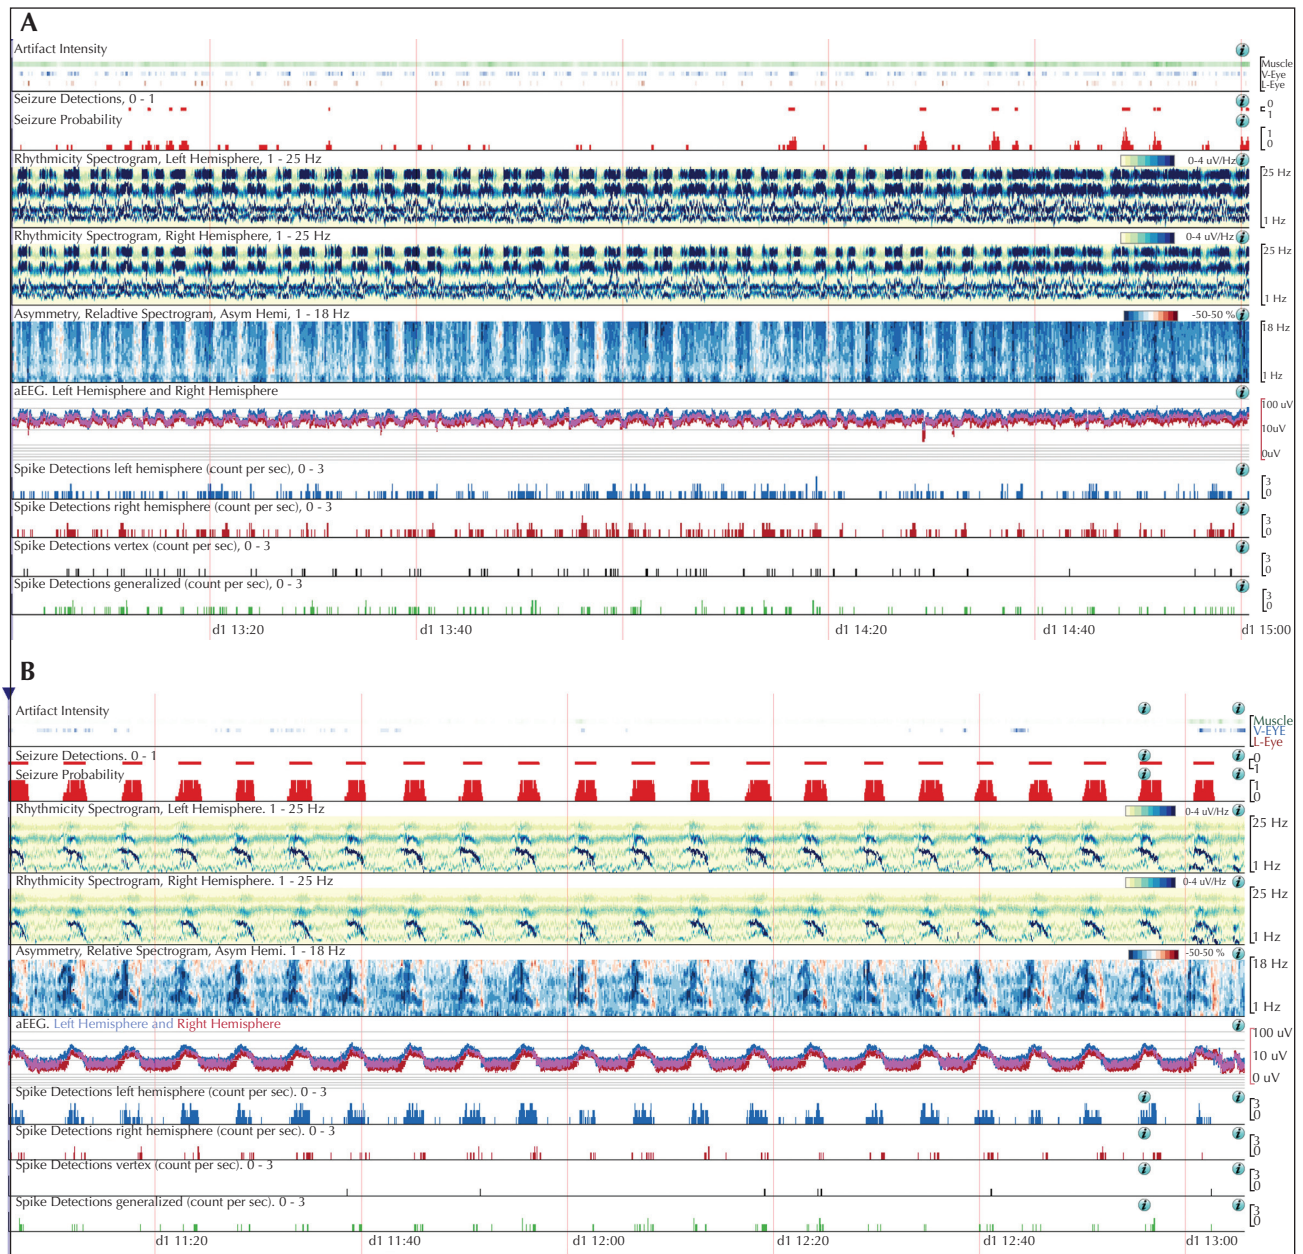 A
Artifact Intensity
Muscle
V-Eye
L-Eye
Seizure Detections, 0 - 1
0
1
Seizure Probability
1
0
Rhythmicity Spectrogram, Left Hemisphere, 1 - 25 Hz
0-4 uV/Hz
25 Hz
1 Hz
Rhythmicity Spectrogram, Right Hemisphere, 1 - 25 Hz
0-4 uV/Hz
25 Hz
1 Hz
Asymmetry, Reladtive Spectrogram, Asym Hemi, 1 - 18 Hz
-50-50 %
18 Hz
1 Hz
aEEG. Left Hemisphere and Right Hemisphere
100 uV
10uV
0uV
Spike Detections left hemisphere (count per sec), 0 - 3
3
0
Spike Detections right hemisphere (count per sec), 0 - 3
3
0
Spike Detections vertex (count per sec), 0 - 3
3
0
Spike Detections generalized (count per sec), 0 - 3
3
0
d1 13:20 d1 13:40 d1 14:20 d1 14:40 d1 15:00
B
Artifact Intensity
Muscle
V-EYE
L-Eye
Seizure Detections. 0 - 1
0
1
Seizure Probability
1
0
Rhythmicity Spectrogram, Left Hemisphere. 1 - 25 Hz
0-4 uV/Hz
25 Hz
1 Hz
Rhythmicity Spectrogram, Right Hemisphere. 1 - 25 Hz
0-4 uV/Hz
25 Hz
1 Hz
Asymmetry, Relative Spectrogram, Asym Hemi. 1 - 18 Hz
-50-50 %
18 Hz
1 Hz
aEEG. Left Hemisphere and Right Hemisphere
100 uV
10 uV
0 uV
Spike Detections left hemisphere (count per sec). 0 - 3
3
0
Spike Detections right hemisphere (count per sec). 0 - 3
3
0
Spike Detections vertex (count per sec). 0 - 3
3
0
Spike Detections generalized (count per sec). 0 - 3
3
0
d1 11:20 d1 11:40 d1 12:00 d1 12:20 d1 12:40 d1 13:00